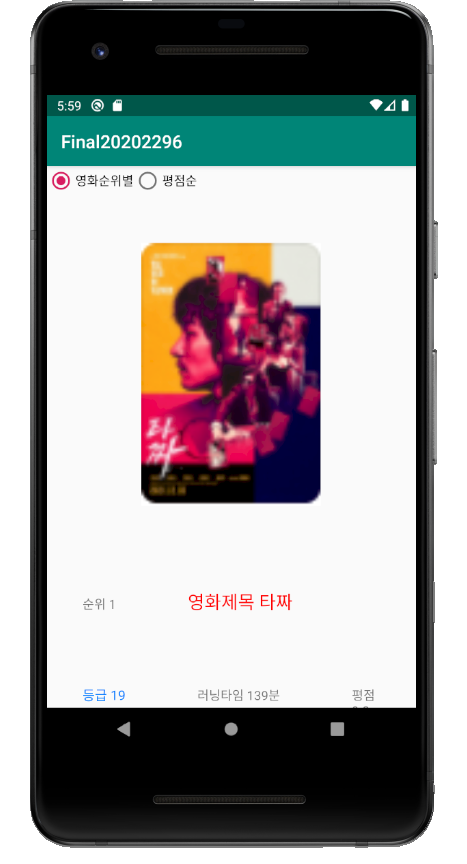 5:59
Final20202296
영화순위별 평점순
타짜
순위 1 영화제목 타짜
등급 19 러닝타임 139분 평점